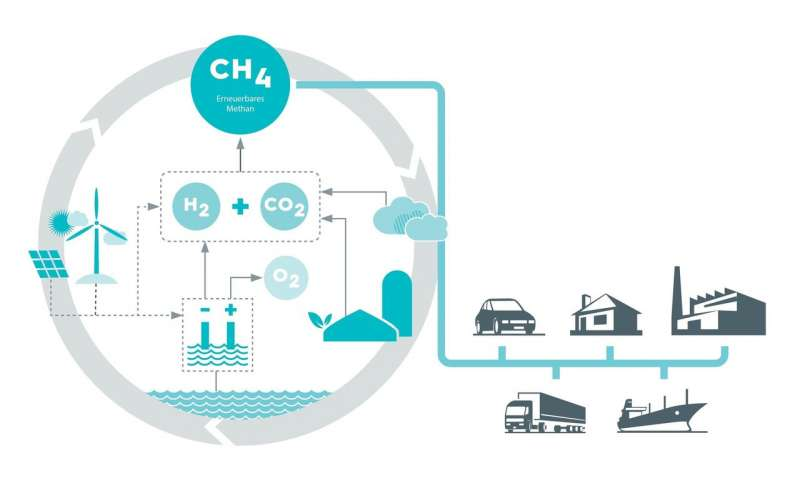 CH4
Erneuerbares
Methan
H2 + CO2
O2
- +